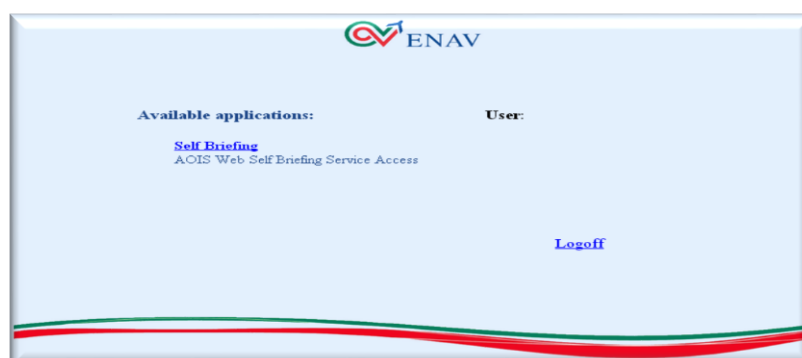 ENAV
Available applications: User:
Self Briefing
AOIS Web Self Briefing Service Access
Logoff